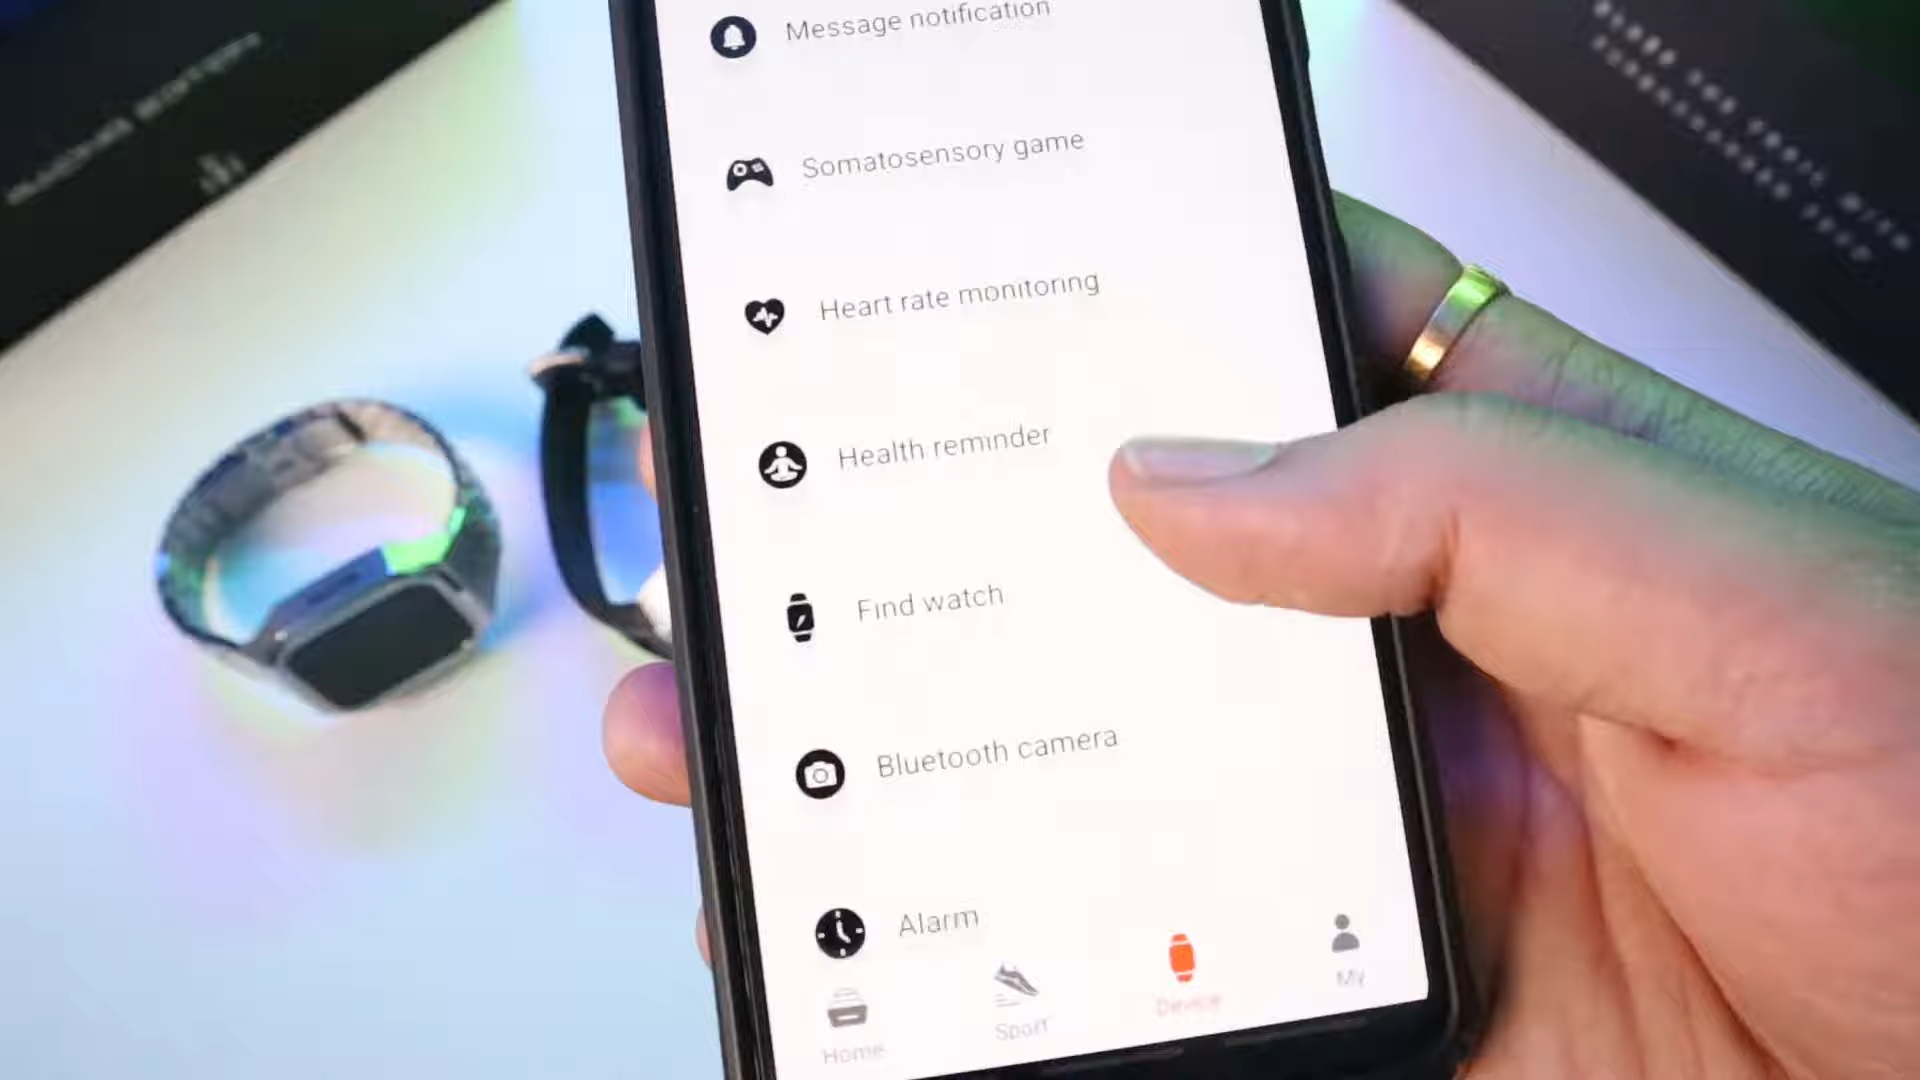 Message notification
Somatosensory game
Heart rate monitoring
Health reminder
Find watch
Bluetooth camera
Alarm
Home
Sport
Device
My